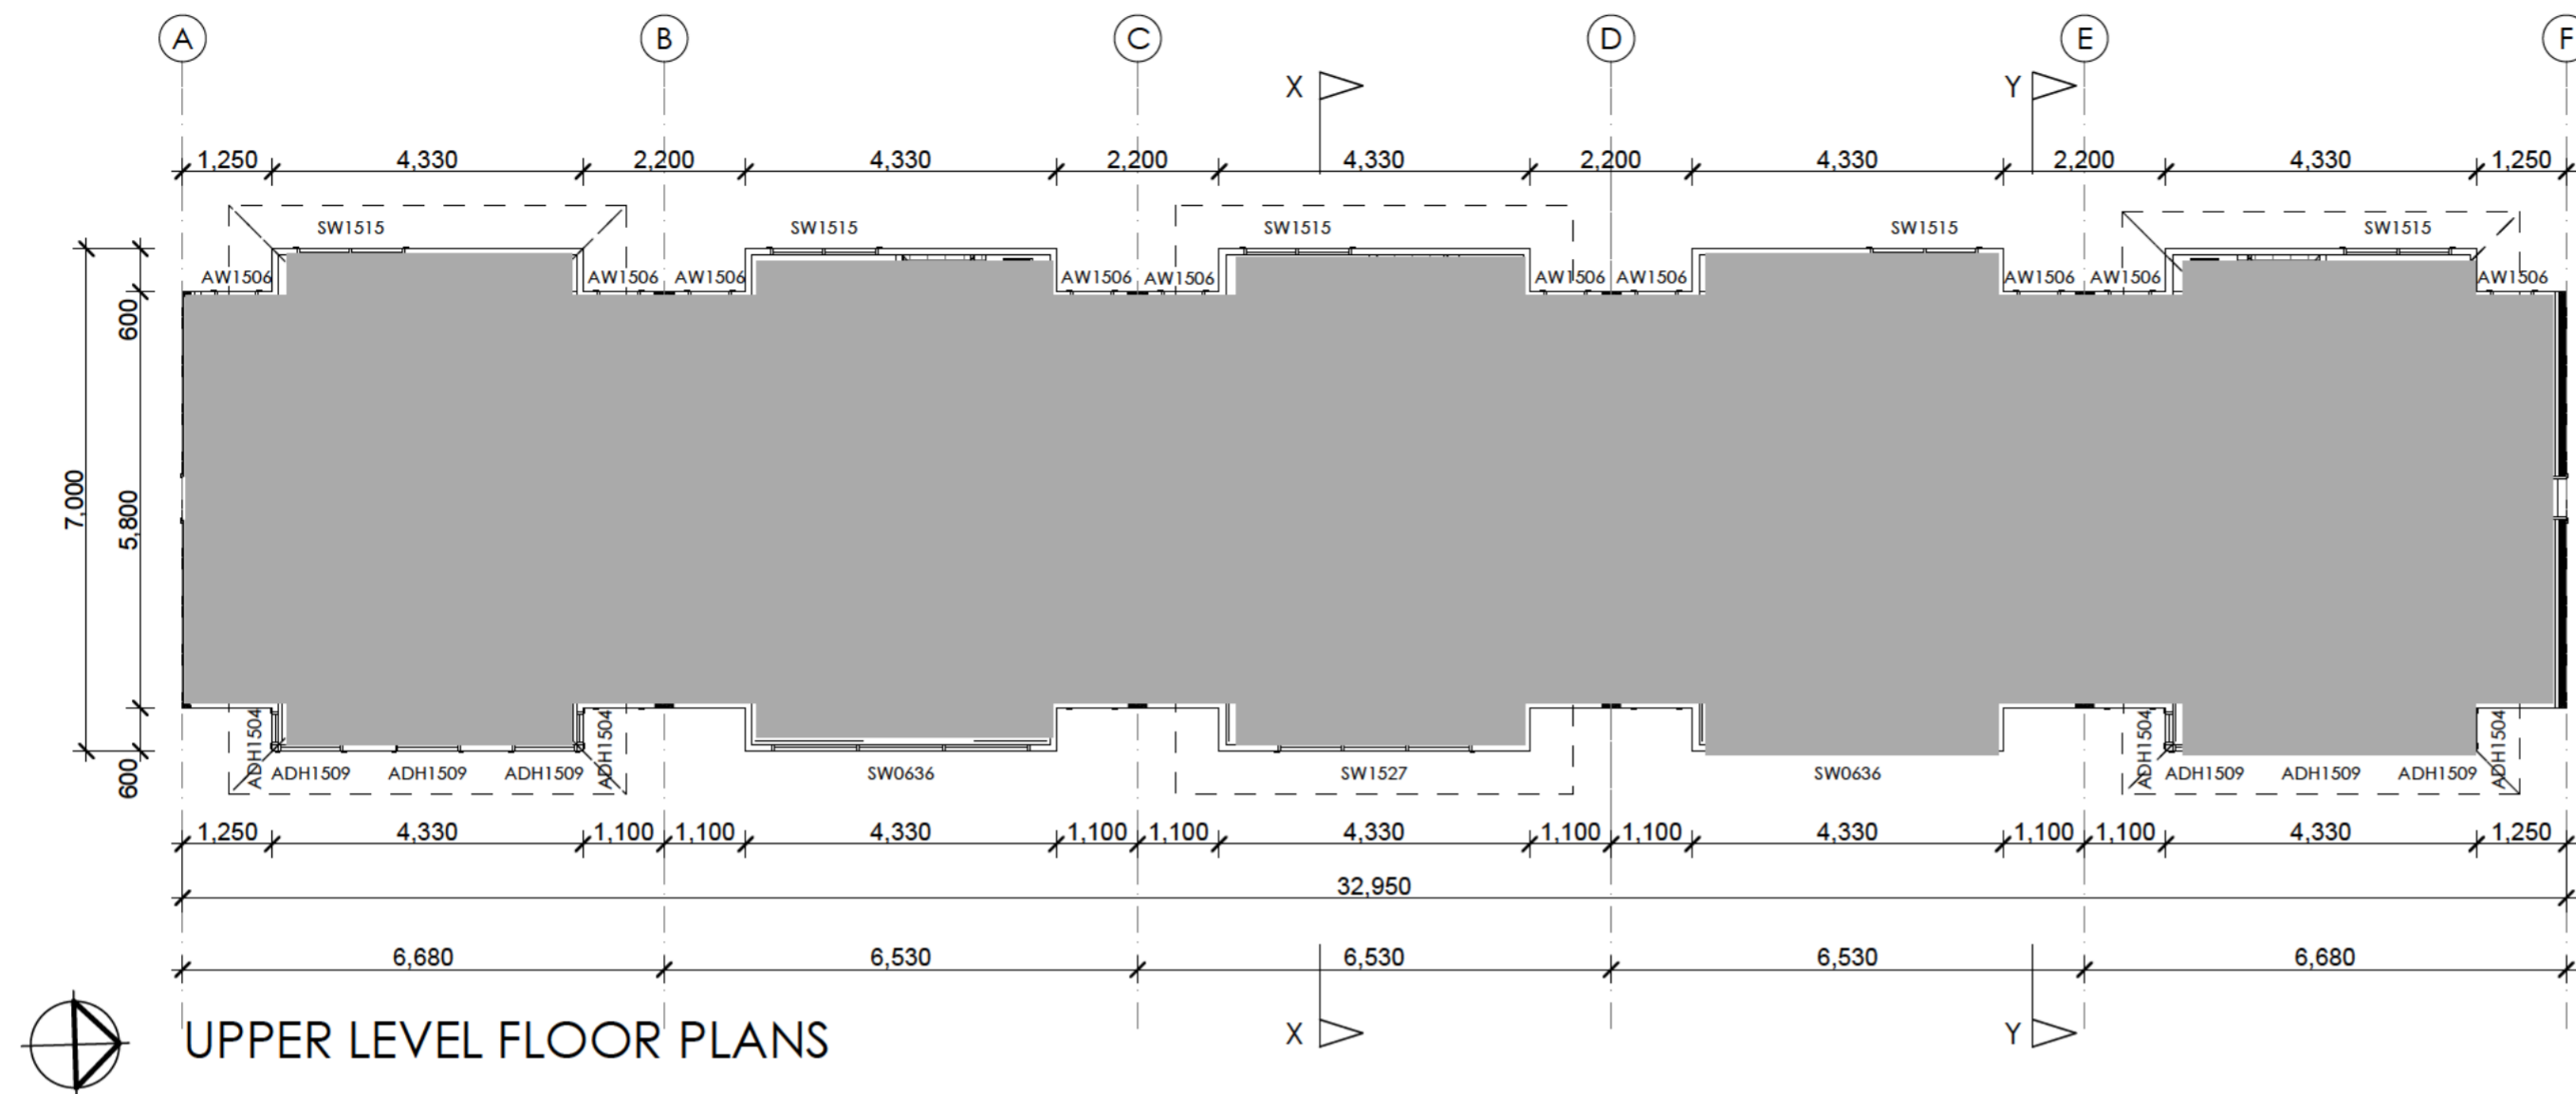 A B C D E F
X Y
1,250 4,330 2,200 4,330 2,200 4,330 2,200 4,330 2,200 4,330 1,250
SW1515 SW1515 SW1515 SW1515 SW1515
AW1506 AW1506 AW1506 AW1506 AW1506 AW1506 AW1506 AW1506 AW1506 AW1506
600
7,000
5,800
600
ADH1504 ADH1504 ADH1504 ADH1504
ADH1509 ADH1509 ADH1509 SW0636 SW1527 SW0636 ADH1509 ADH1509 ADH1509
1,250 4,330 1,100 1,100 4,330 1,100 1,100 4,330 1,100 1,100 4,330 1,100 1,100 4,330 1,250
32,950
6,680 6,530 6,530 6,530 6,680
UPPER LEVEL FLOOR PLANS
X Y